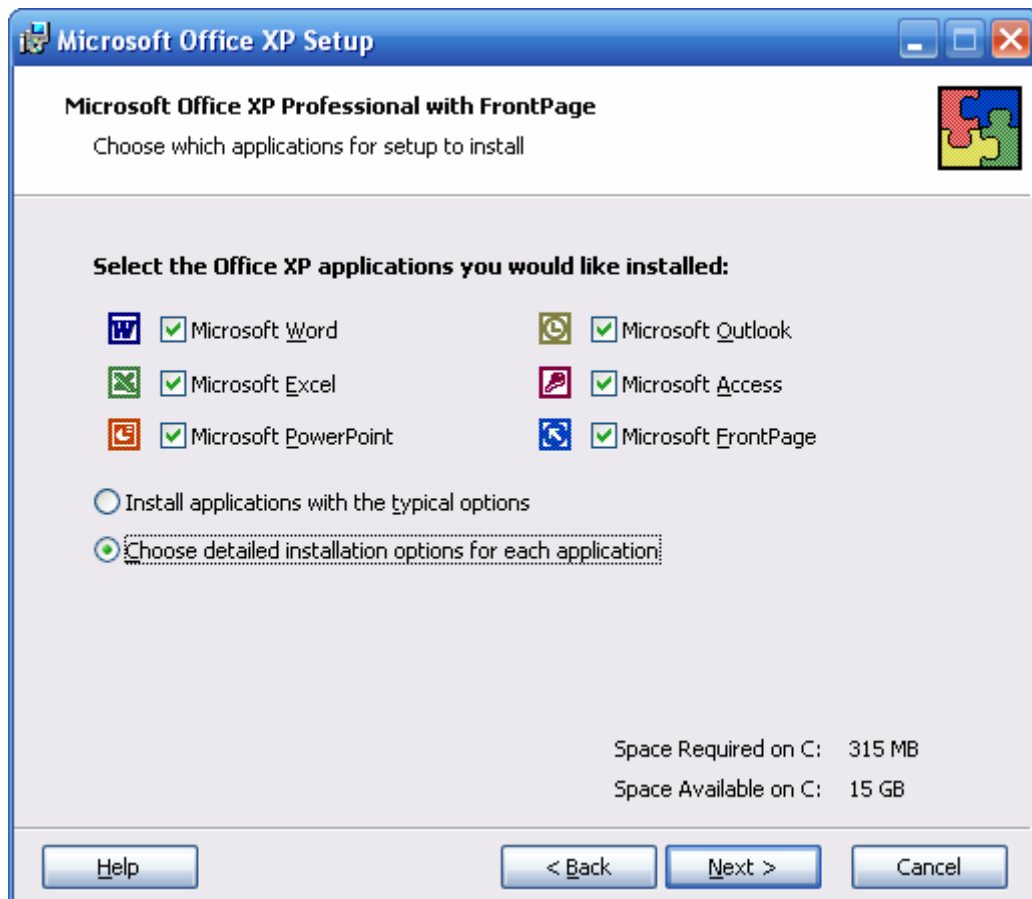 Microsoft Office XP Setup
Microsoft Office XP Professional with FrontPage
Choose which applications for setup to install
Select the Office XP applications you would like installed:
Microsoft Word
Microsoft Outlook
Microsoft Excel
Microsoft Access
Microsoft PowerPoint
Microsoft FrontPage
Install applications with the typical options
Choose detailed installation options for each application
Space Required on C: 315 MB
Space Available on C: 15 GB
Help
< Back
Next >
Cancel